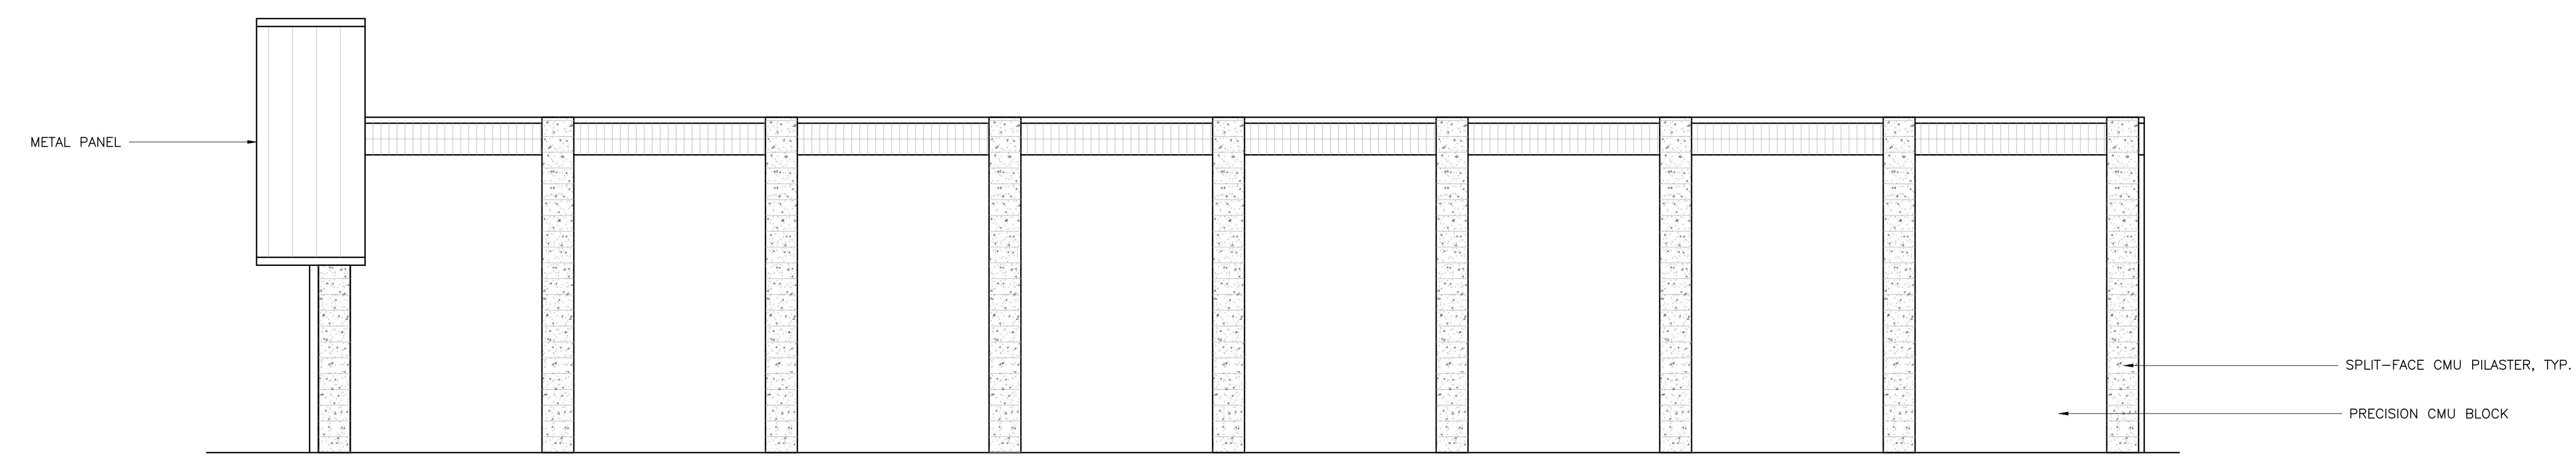 METAL PANEL
SPLIT-FACE CMU PILASTER, TYP.
PRECISION CMU BLOCK